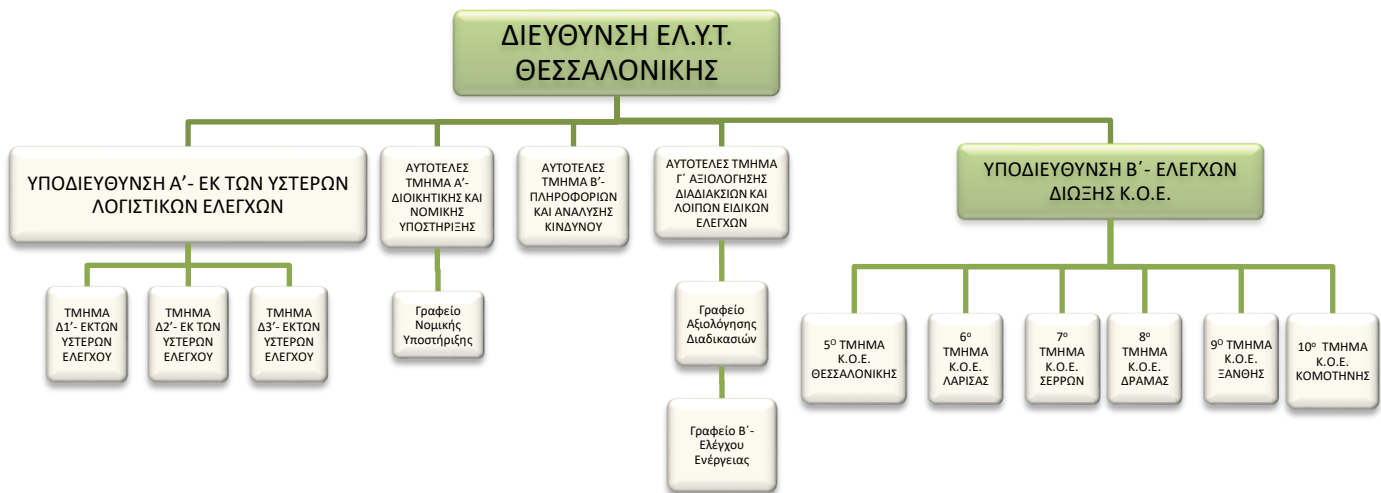 ΔΙΕΥΘΥΝΣΗ ΕΛ.Υ.Τ.
ΘΕΣΣΑΛΟΝΙΚΗΣ
ΥΠΟΔΙΕΥΘΥΝΣΗ Α’- ΕΚ ΤΩΝ ΥΣΤΕΡΩΝ
ΛΟΓΙΣΤΙΚΩΝ ΕΛΕΓΧΩΝ
ΑΥΤΟΤΕΛΕΣ
ΤΜΗΜΑ Α’-
ΔΙΟΙΚΗΤΙΚΗΣ ΚΑΙ
ΝΟΜΙΚΗΣ
ΥΠΟΣΤΗΡΙΞΗΣ
ΑΥΤΟΤΕΛΕΣ
ΤΜΗΜΑ Β’-
ΠΛΗΡΟΦΟΡΙΩΝ
ΚΑΙ ΑΝΑΛΥΣΗΣ
ΚΙΝΔΥΝΟΥ
ΑΥΤΟΤΕΛΕΣ ΤΜΗΜΑ
Γ΄ ΑΞΙΟΛΟΓΗΣΗΣ
ΔΙΑΔΙΑΚΣΙΩΝ ΚΑΙ
ΛΟΙΠΩΝ ΕΙΔΙΚΩΝ
ΕΛΕΓΧΩΝ
ΥΠΟΔΙΕΥΘΥΝΣΗ Β΄- ΕΛΕΓΧΩΝ
ΔΙΩΞΗΣ Κ.Ο.Ε.
ΤΜΗΜΑ
Δ1’- ΕΚΤΩΝ
ΥΣΤΕΡΩΝ
ΕΛΕΓΧΟΥ
ΤΜΗΜΑ
Δ2’- ΕΚ ΤΩΝ
ΥΣΤΕΡΩΝ
ΕΛΕΓΧΟΥ
ΤΜΗΜΑ
Δ3’- ΕΚΤΩΝ
ΥΣΤΕΡΩΝ
ΕΛΕΓΧΟΥ
Γραφείο
Νομικής
Υποστήριξης
Γραφείο
Αξιολόγησης
Διαδικασιών
Γραφείο Β΄-
Ελέγχου
Ενέργειας
5Ο ΤΜΗΜΑ
Κ.Ο.Ε.
ΘΕΣΣΑΛΟΝΙΚΗΣ
6ο
ΤΜΗΜΑ
Κ.Ο.Ε.
ΛΑΡΙΣΑΣ
7ο
ΤΜΗΜΑ
Κ.Ο.Ε.
ΣΕΡΡΩΝ
8ο
ΤΜΗΜΑ
Κ.Ο.Ε.
ΔΡΑΜΑΣ
9Ο ΤΜΗΜΑ
Κ.Ο.Ε.
ΞΑΝΘΗΣ
10ο ΤΜΗΜΑ
Κ.Ο.Ε.
ΚΟΜΟΤΗΝΗΣ